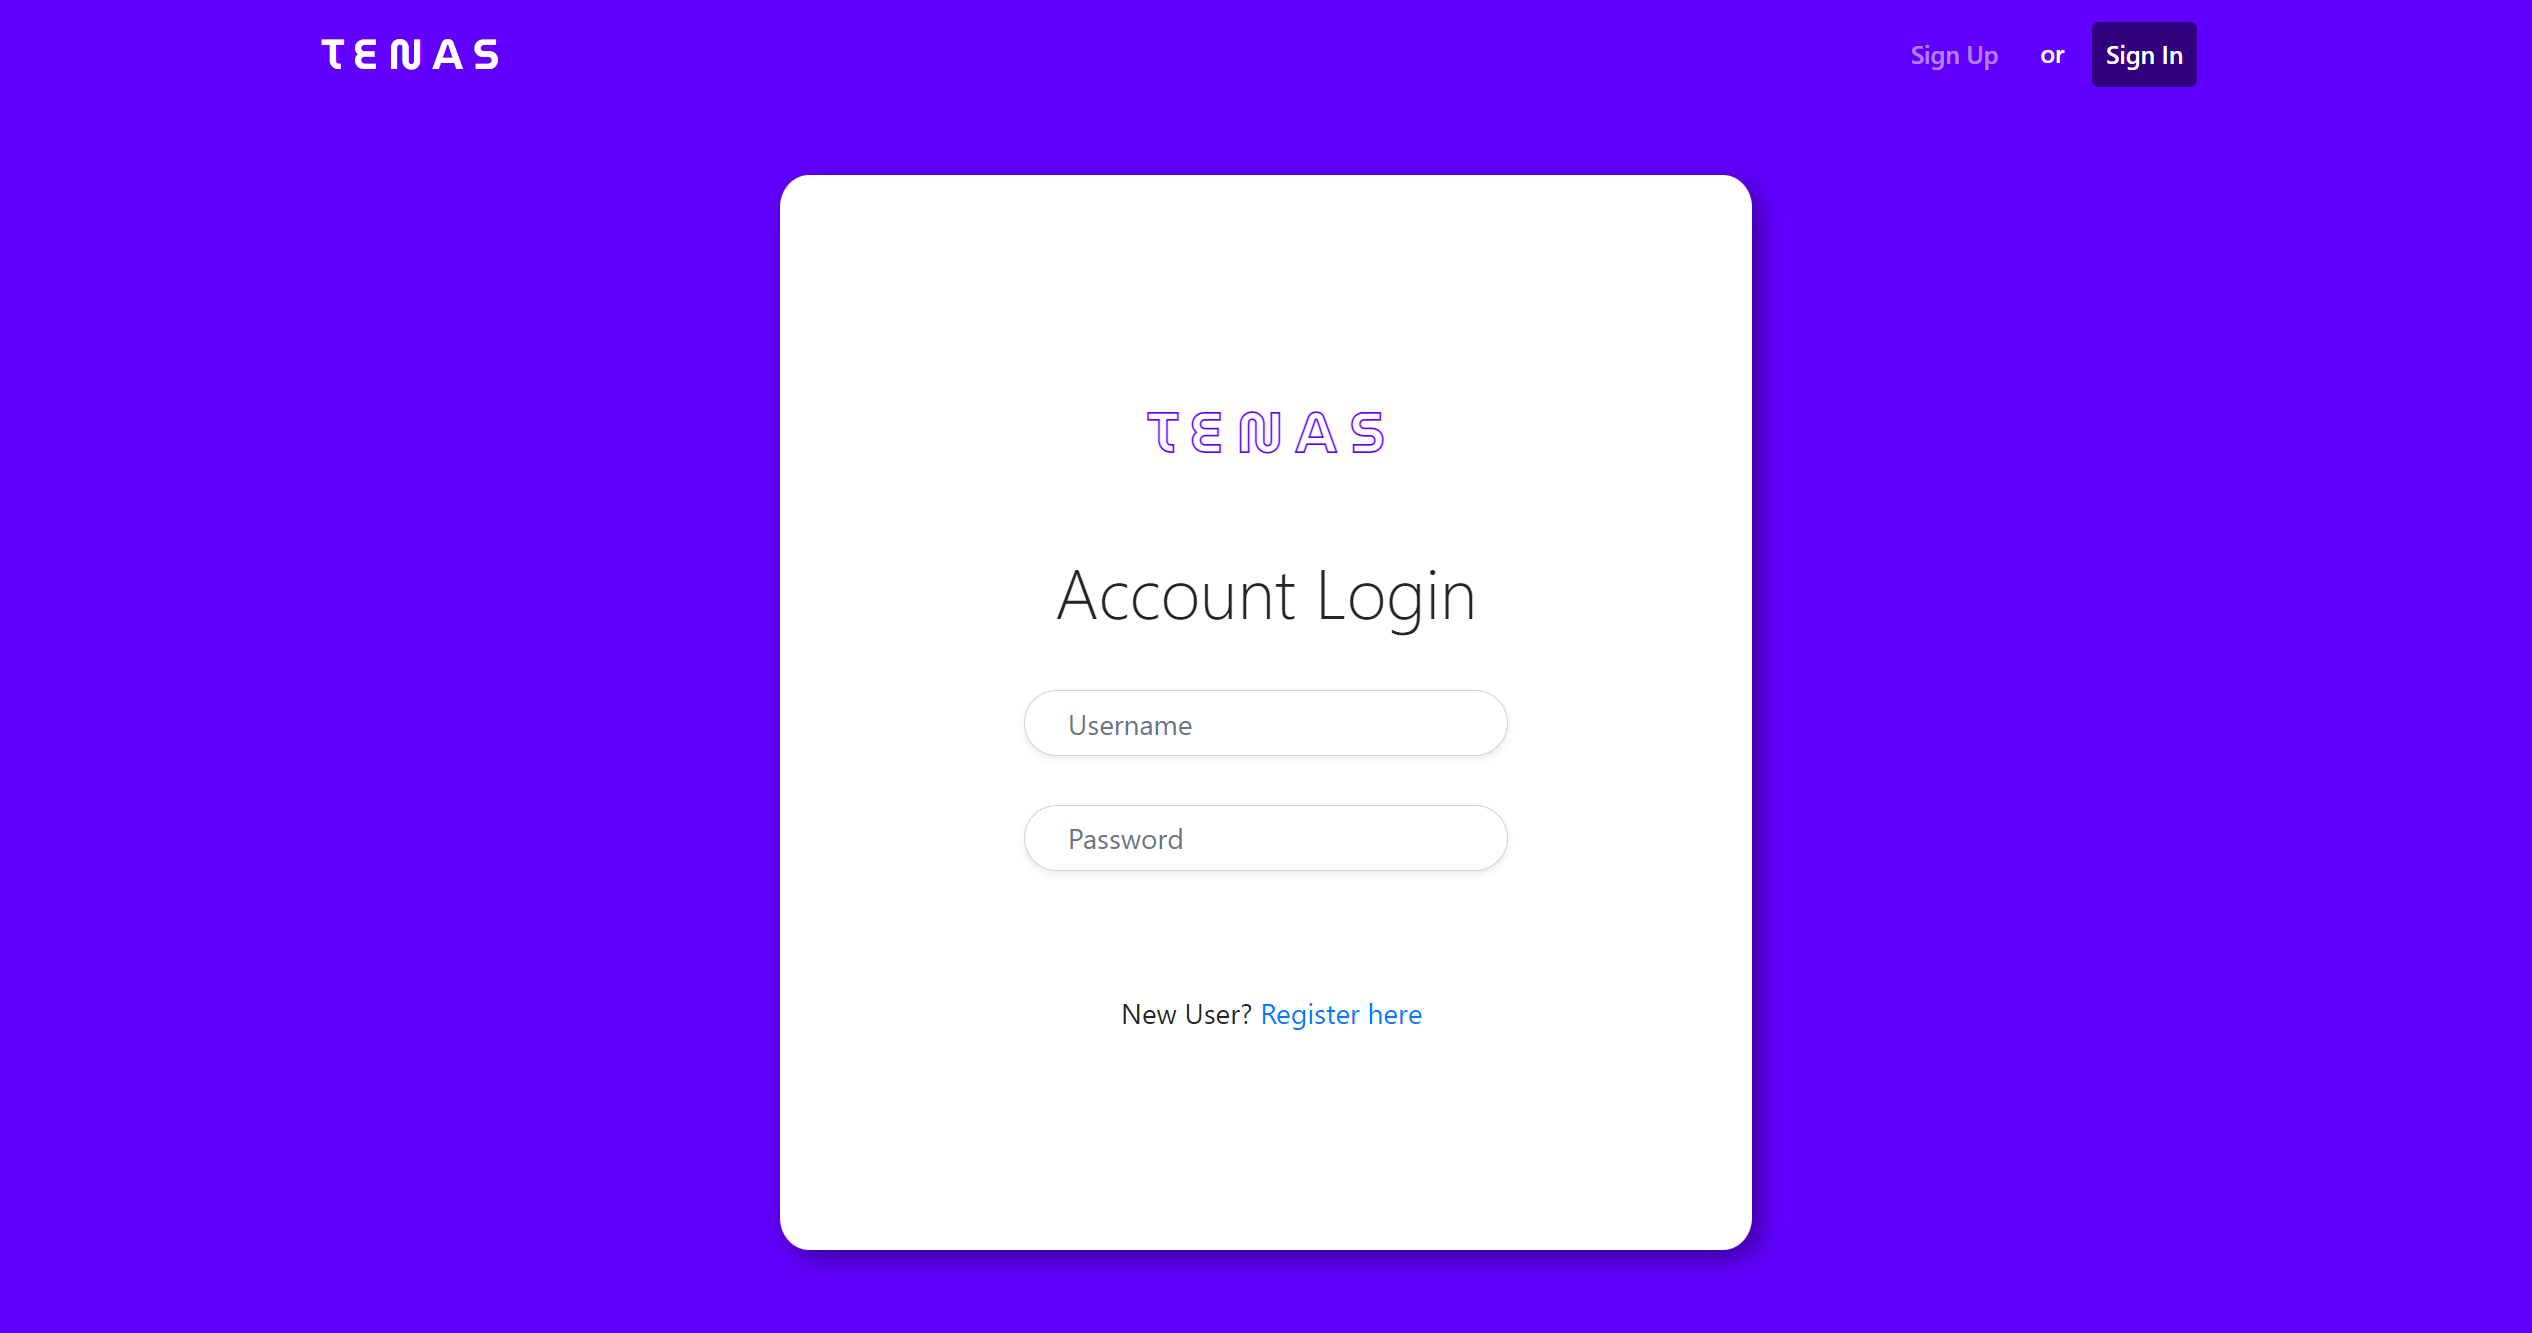 TENAS
Sign Up or Sign In
TENAS
Account Login
Username
Password
New User? Register here